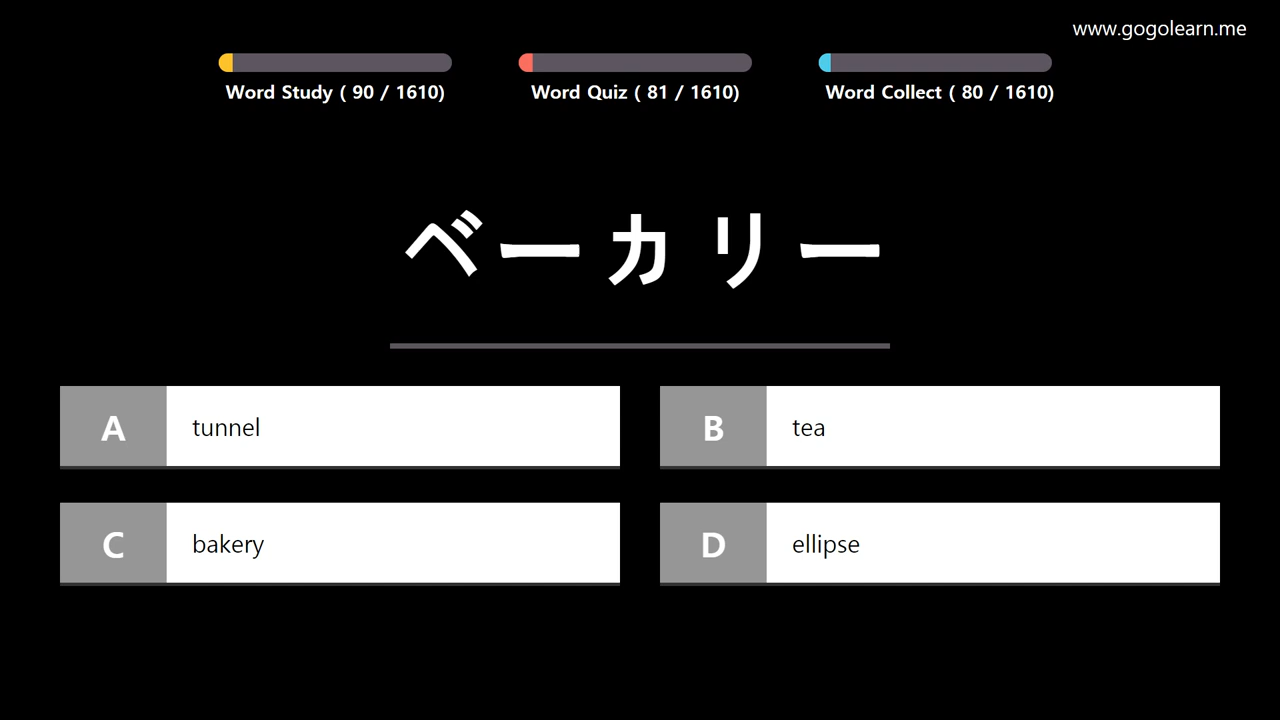 www.gogolearn.me
Word Study ( 90 / 1610)
Word Quiz ( 81 / 1610)
Word Collect ( 80 / 1610)
ベーカリー
A tunnel
B tea
C bakery
D ellipse